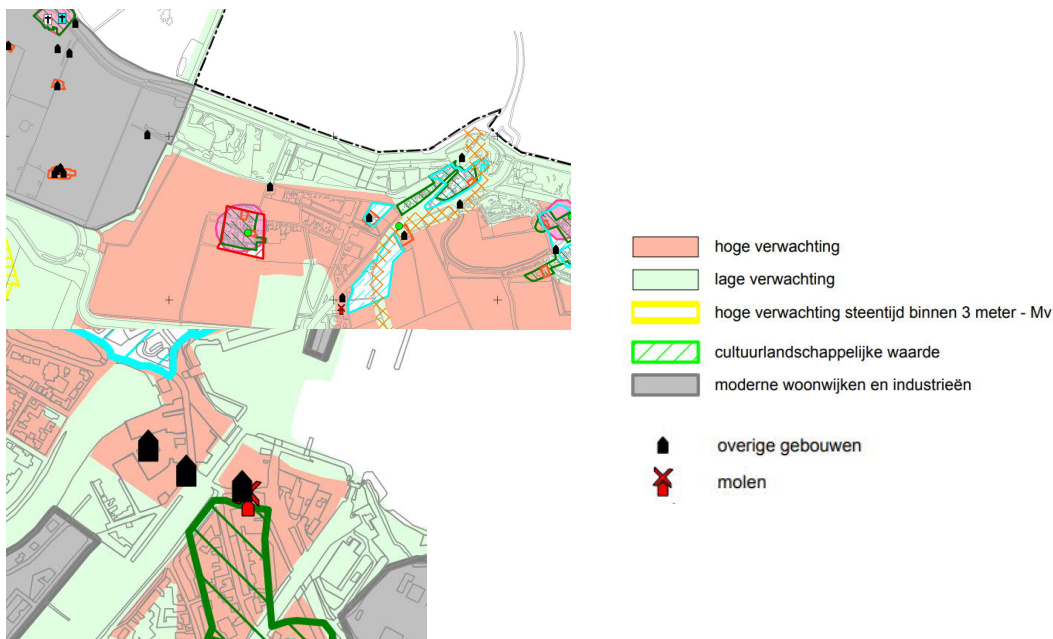 hoge verwachting
lage verwachting
hoge verwachting steentijd binnen 3 meter - Mv
cultuurlandschappelijke waarde
moderne woonwijken en industrieën
overige gebouwen
molen